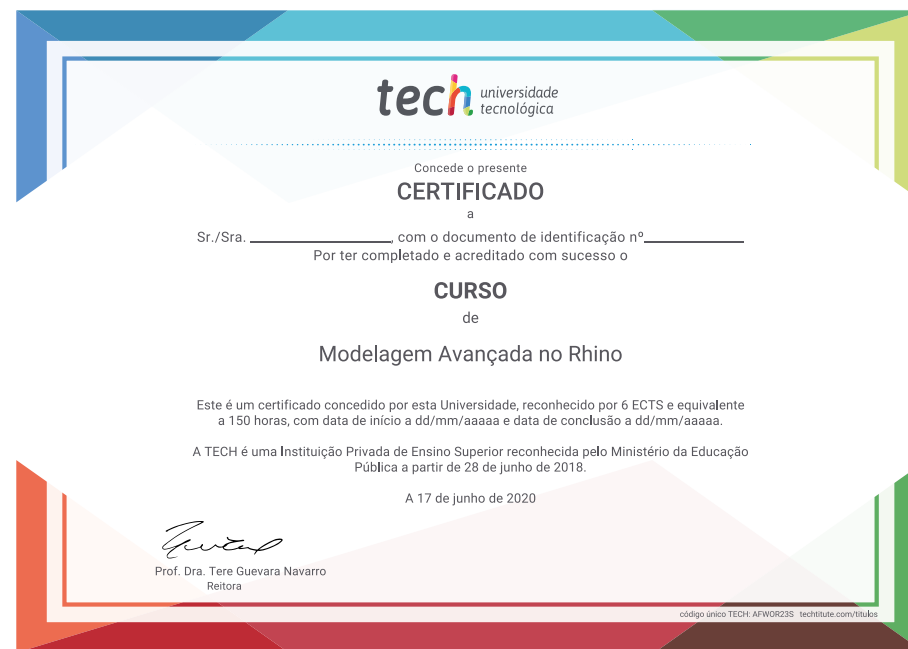 tech universidade
tecnológica
Concede o presente
CERTIFICADO
a
Sr./Sra. ____________, com o documento de identificação nº____________
Por ter completado e acreditado com sucesso o
CURSO
de
Modelagem Avançada no Rhino
Este é um certificado concedido por esta Universidade, reconhecido por 6 ECTS e equivalente
a 150 horas, com data de início a dd/mm/aaaaa e data de conclusão a dd/mm/aaaaa.
A TECH é uma Instituição Privada de Ensino Superior reconhecida pelo Ministério da Educação
Pública a partir de 28 de junho de 2018.
A 17 de junho de 2020
Prof. Dra. Tere Guevara Navarro
Reitora
código único TECH: AFWOR23S techtitute.com/titulos